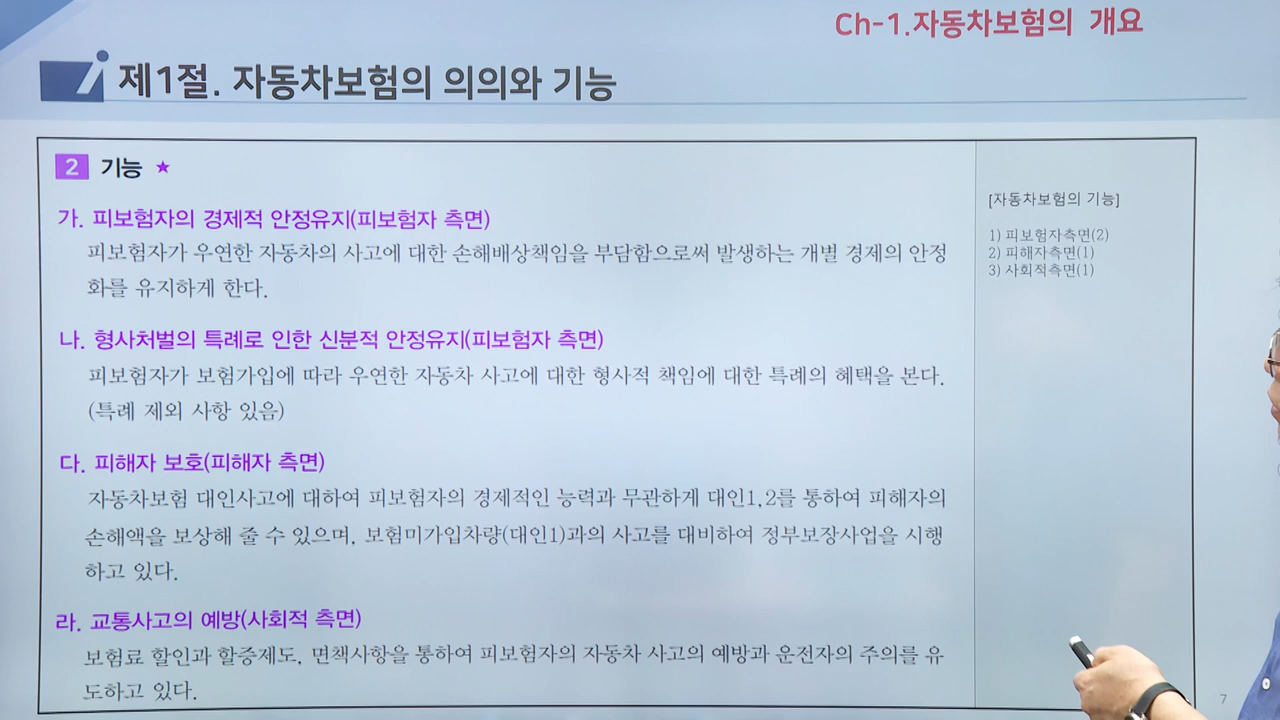 Ch-1.자동차보험의 개요
제1절. 자동차보험의 의의와 기능
2 기능 ★
가. 피보험자의 경제적 안정유지(피보험자 측면)
피보험자가 우연한 자동차의 사고에 대한 손해배상책임을 부담함으로써 발생하는 개별 경제의 안정
화를 유지하게 한다.
나. 형사처벌의 특례로 인한 신분적 안정유지(피보험자 측면)
피보험자가 보험가입에 따라 우연한 자동차 사고에 대한 형사적 책임에 대한 특례의 혜택을 본다.
(특례 제외 사항 있음)
다. 피해자 보호(피해자 측면)
자동차보험 대인사고에 대하여 피보험자의 경제적인 능력과 무관하게 대인1,2를 통하여 피해자의
손해액을 보상해 줄 수 있으며, 보험미가입차량(대인1)과의 사고를 대비하여 정부보장사업을 시행
하고 있다.
라. 교통사고의 예방(사회적 측면)
보험료 할인과 할증제도, 면책사항을 통하여 피보험자의 자동차 사고의 예방과 운전자의 주의를 유
도하고 있다.
[자동차보험의 기능]
1) 피보험자측면(2)
2) 피해자측면(1)
3) 사회적측면(1)
7